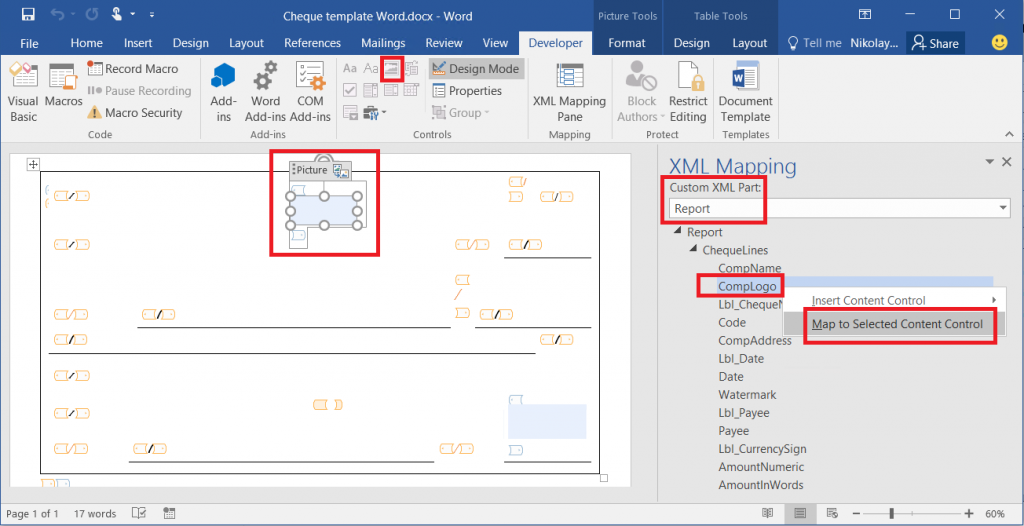 Cheque template Word.docx - Word
Picture Tools
Table Tools
File
Home
Insert
Design
Layout
References
Mailings
Review
View
Developer
Format
Design
Layout
Tell me
Nikolay...
Share
Visual Basic
Macros
Record Macro
Pause Recording
Macro Security
Code
Add-ins
Word Add-ins
COM Add-ins
Add-ins
Aa
Aa
Design Mode
Properties
Group
Controls
XML Mapping Pane
Mapping
Block Authors
Restrict Editing
Protect
Document Template
Templates
Picture
XML Mapping
Custom XML Part:
Report
Report
ChequeLines
CompName
CompLogo
Insert Content Control
Lbl_ChequeN
Map to Selected Content Control
Code
CompAddress
Lbl_Date
Date
Watermark
Lbl_Payee
Payee
Lbl_CurrencySign
AmountNumeric
AmountInWords
Page 1 of 1
17 words
60%